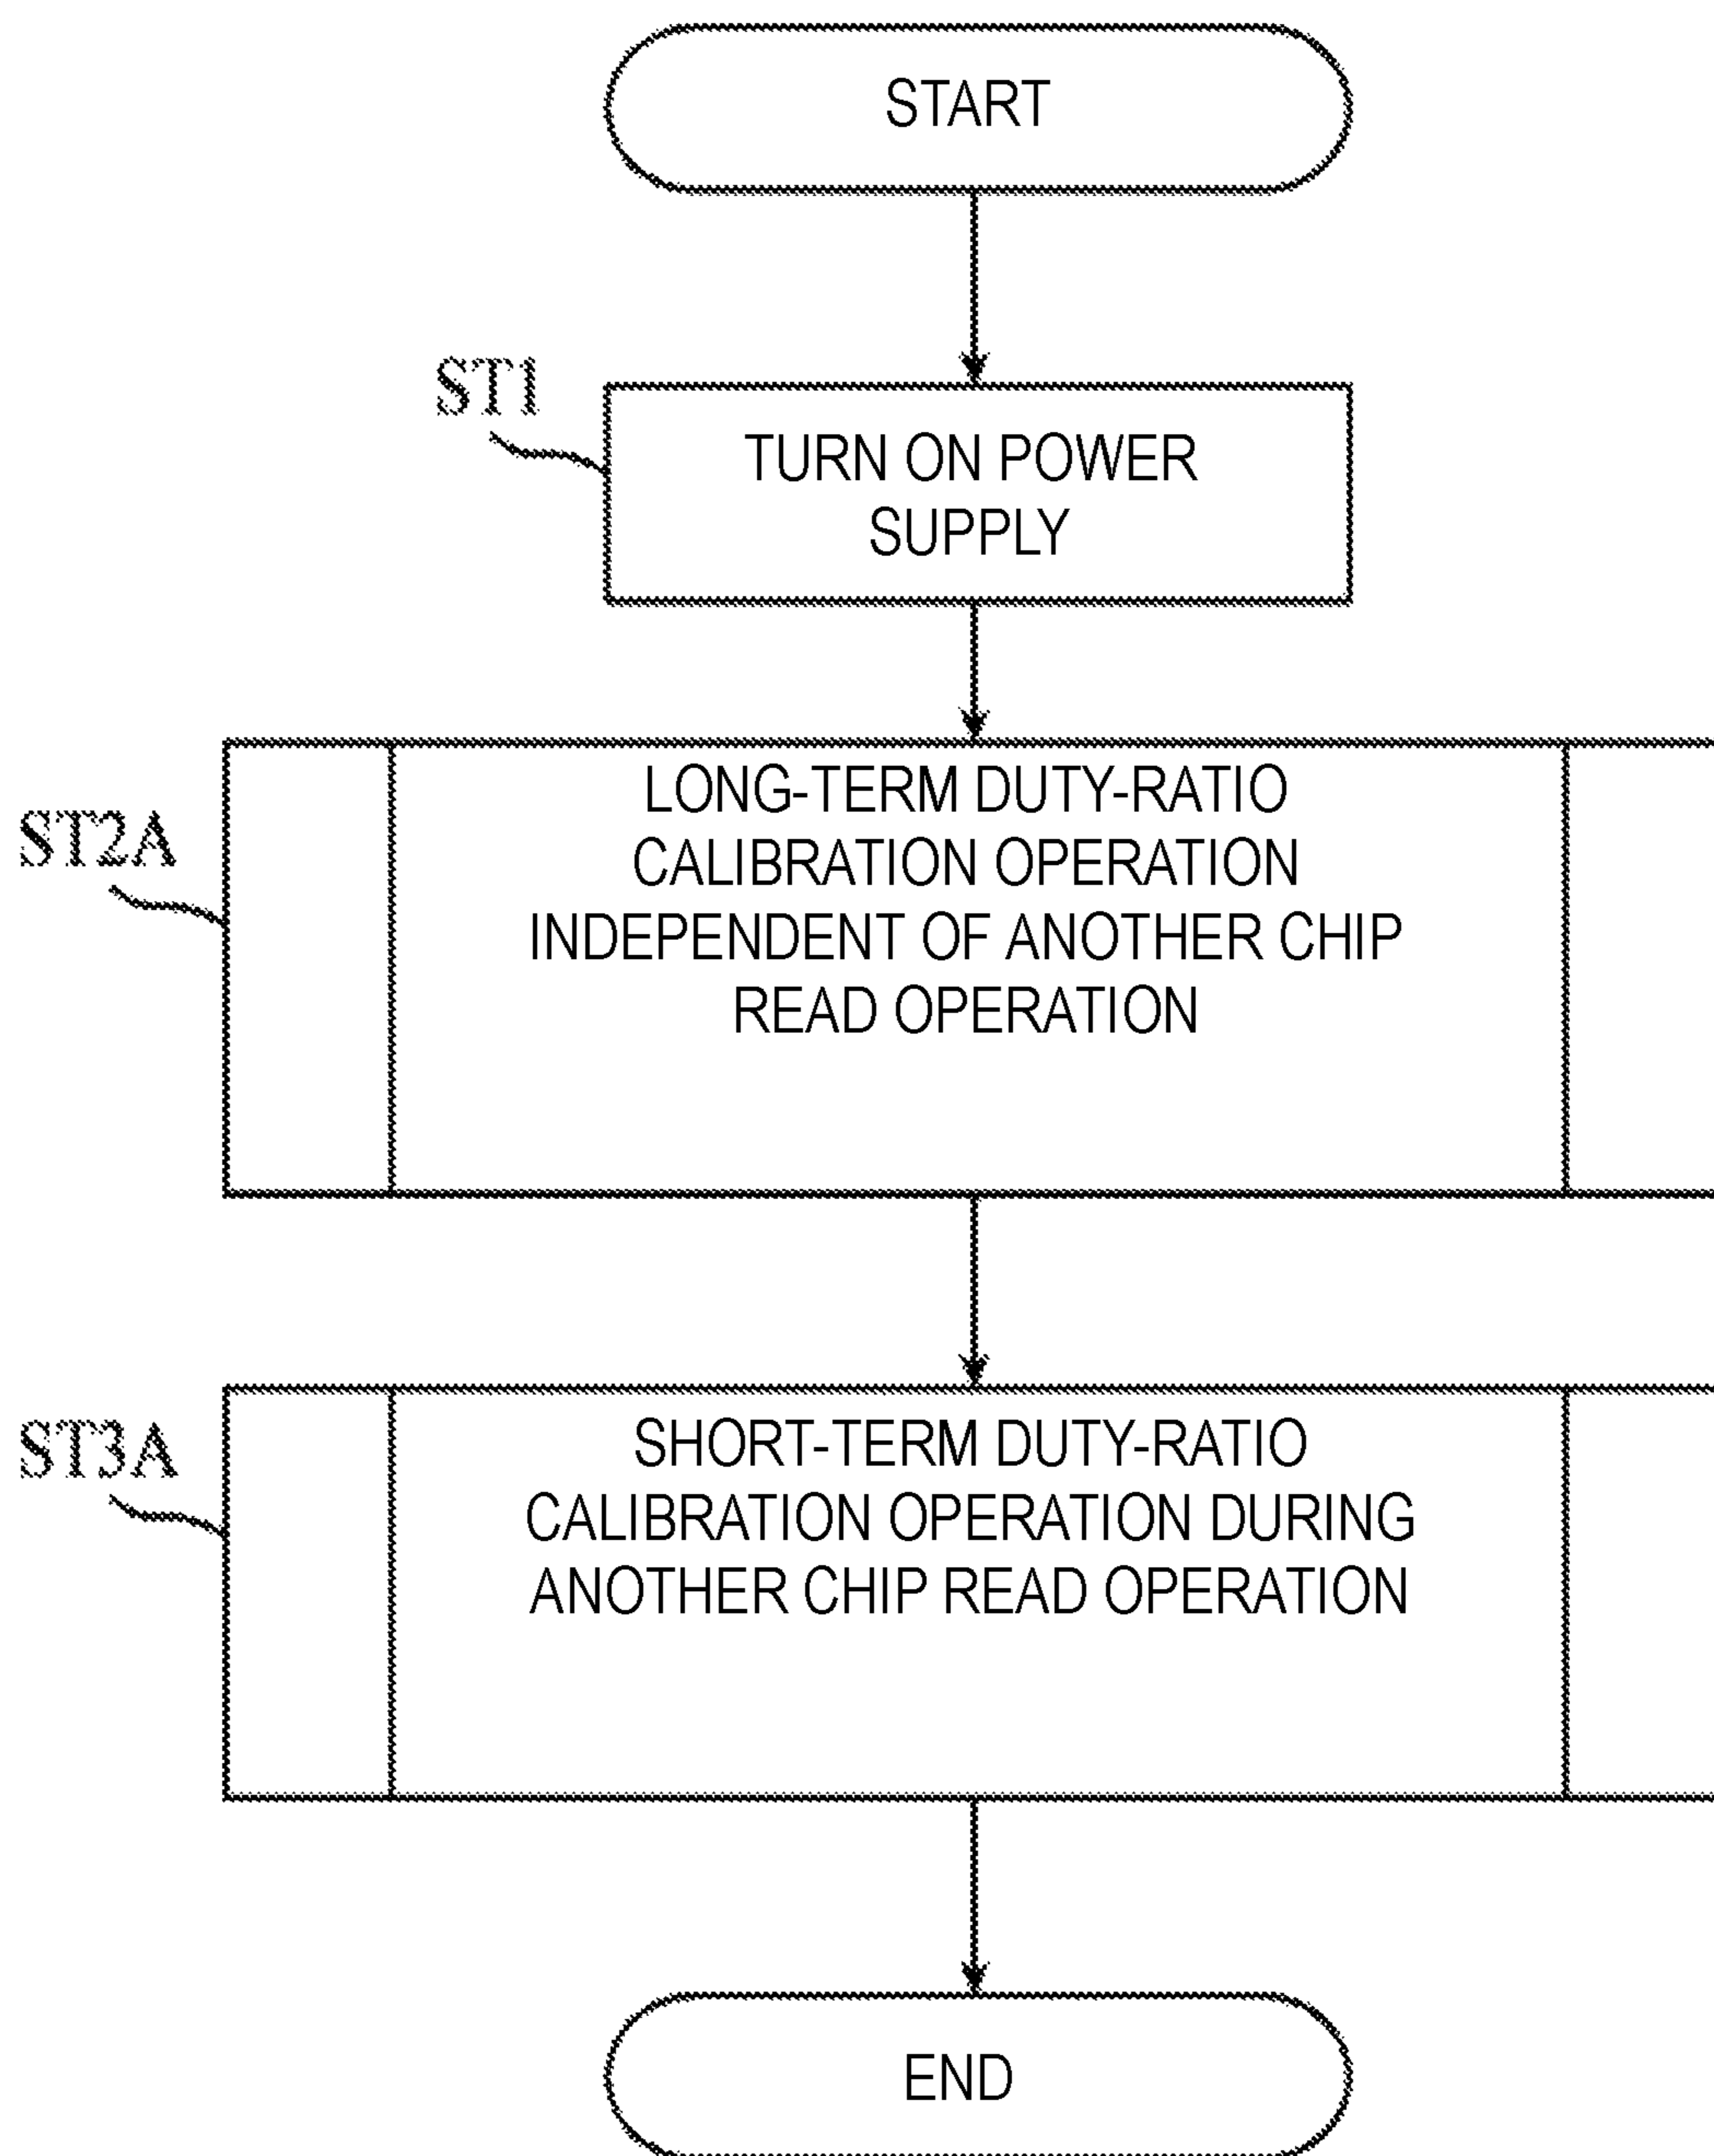 START
ST1
TURN ON POWER
SUPPLY
ST2A
LONG-TERM DUTY-RATIO
CALIBRATION OPERATION
INDEPENDENT OF ANOTHER CHIP
READ OPERATION
ST3A
SHORT-TERM DUTY-RATIO
CALIBRATION OPERATION DURING
ANOTHER CHIP READ OPERATION
END